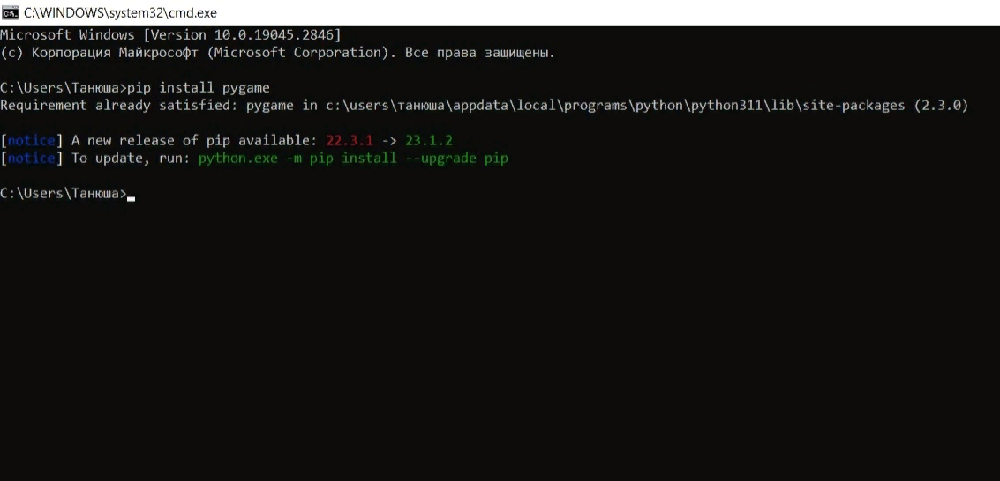 C:\WINDOWS\system32\cmd.exe
Microsoft Windows [Version 10.0.19045.2846]
(c) Корпорация Майкрософт (Microsoft Corporation). Все права защищены.
C:\Users\Танюша>pip install pygame
Requirement already satisfied: pygame in c:\users\танюша\appdata\local\programs\python\python311\lib\site-packages (2.3.0)
[notice] A new release of pip available: 22.3.1 -> 23.1.2
[notice] To update, run: python.exe -m pip install --upgrade pip
C:\Users\Танюша>